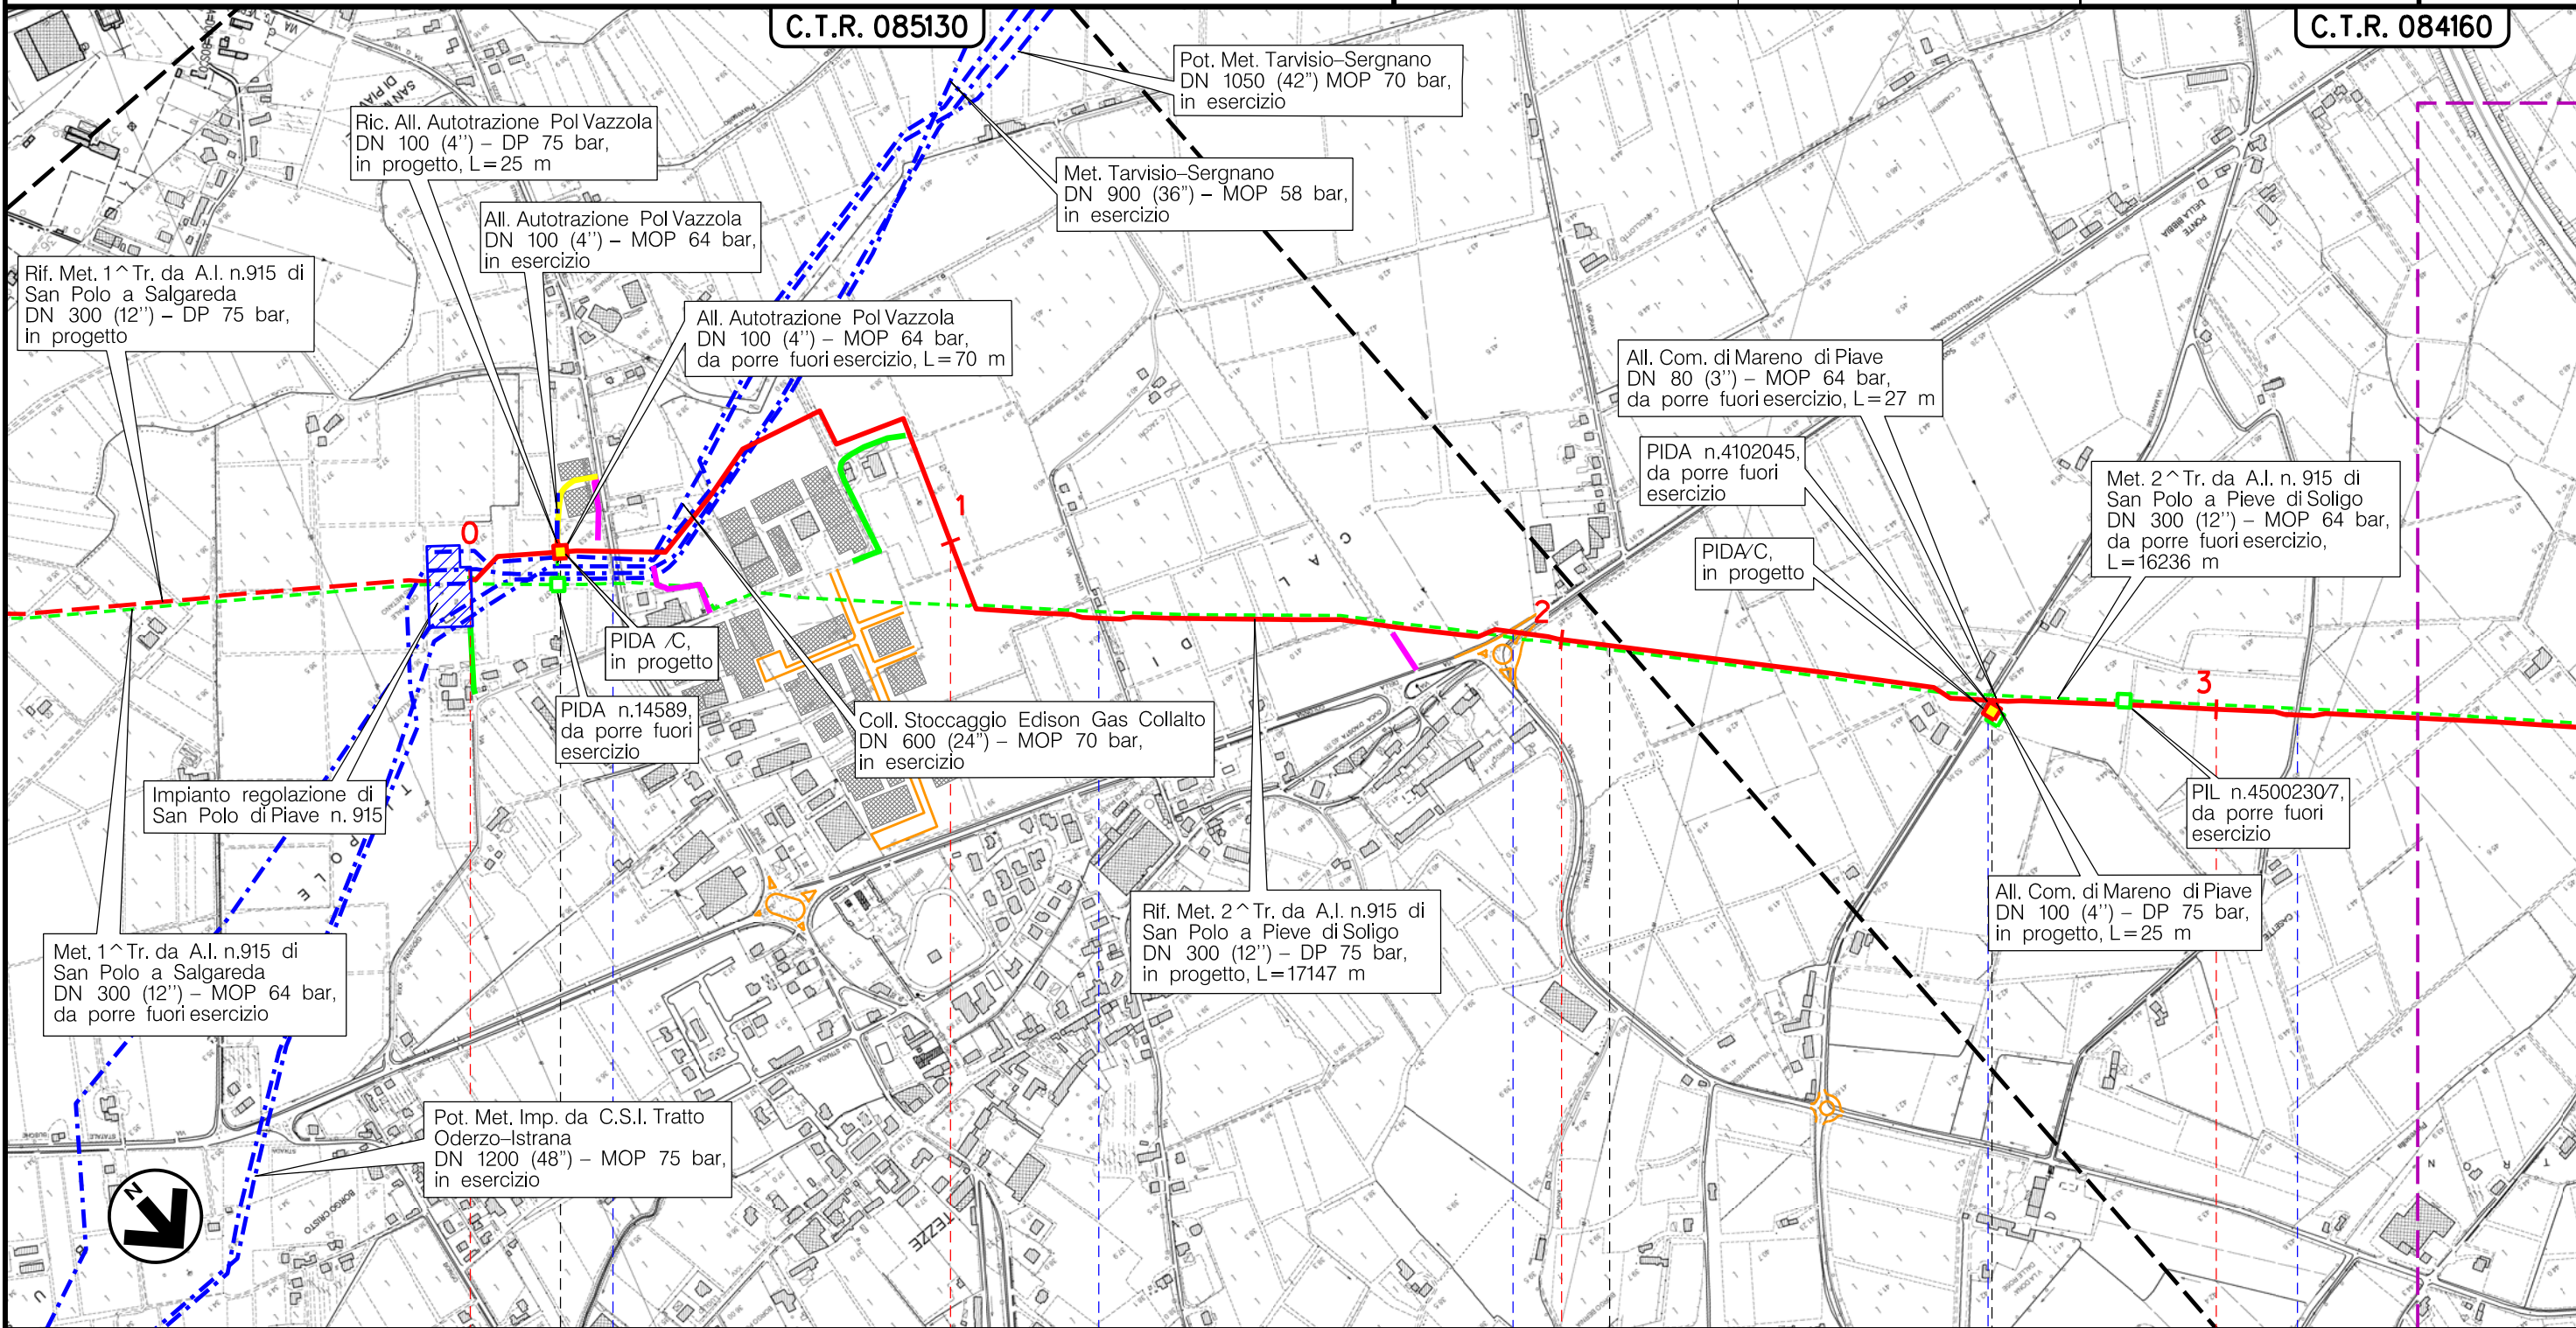 C.T.R. 085130
C.T.R. 084160
Pot. Met. Tarvisio–Sergnano
DN 1050 (42") MOP 70 bar,
in esercizio
Ric. All. Autotrazione Pol Vazzola
DN 100 (4'') – DP 75 bar,
in progetto, L=25 m
Met. Tarvisio–Sergnano
DN 900 (36") – MOP 58 bar,
in esercizio
All. Autotrazione Pol Vazzola
DN 100 (4'') – MOP 64 bar,
in esercizio
Rif. Met. 1^Tr. da A.I. n.915 di
San Polo a Salgareda
DN 300 (12'') – DP 75 bar,
in progetto
All. Autotrazione Pol Vazzola
DN 100 (4'') – MOP 64 bar,
da porre fuori esercizio, L=70 m
All. Com. di Mareno di Piave
DN 80 (3'') – MOP 64 bar,
da porre fuori esercizio, L=27 m
PIDA n.4102045,
da porre fuori
esercizio
Met. 2^Tr. da A.I. n. 915 di
San Polo a Pieve di Soligo
DN 300 (12'') – MOP 64 bar,
da porre fuori esercizio,
L=16236 m
PIDA/C,
in progetto
0
1
2
3
PIDA /C,
in progetto
PIDA n.14589,
da porre fuori
esercizio
Coll. Stoccaggio Edison Gas Collalto
DN 600 (24") – MOP 70 bar,
in esercizio
Impianto regolazione di
San Polo di Piave n. 915
PIL n.4500230/7,
da porre fuori
esercizio
Rif. Met. 2^Tr. da A.I. n.915 di
San Polo a Pieve di Soligo
DN 300 (12'') – DP 75 bar,
in progetto, L=17147 m
All. Com. di Mareno di Piave
DN 100 (4'') – DP 75 bar,
in progetto, L=25 m
Met. 1^Tr. da A.I. n.915 di
San Polo a Salgareda
DN 300 (12'') – MOP 64 bar,
da porre fuori esercizio
Pot. Met. Imp. da C.S.I. Tratto
Oderzo–Istrana
DN 1200 (48") – MOP 75 bar,
in esercizio
N
TEZZE
BORGO CRISTO
PONTE
DELLA BIBBIA